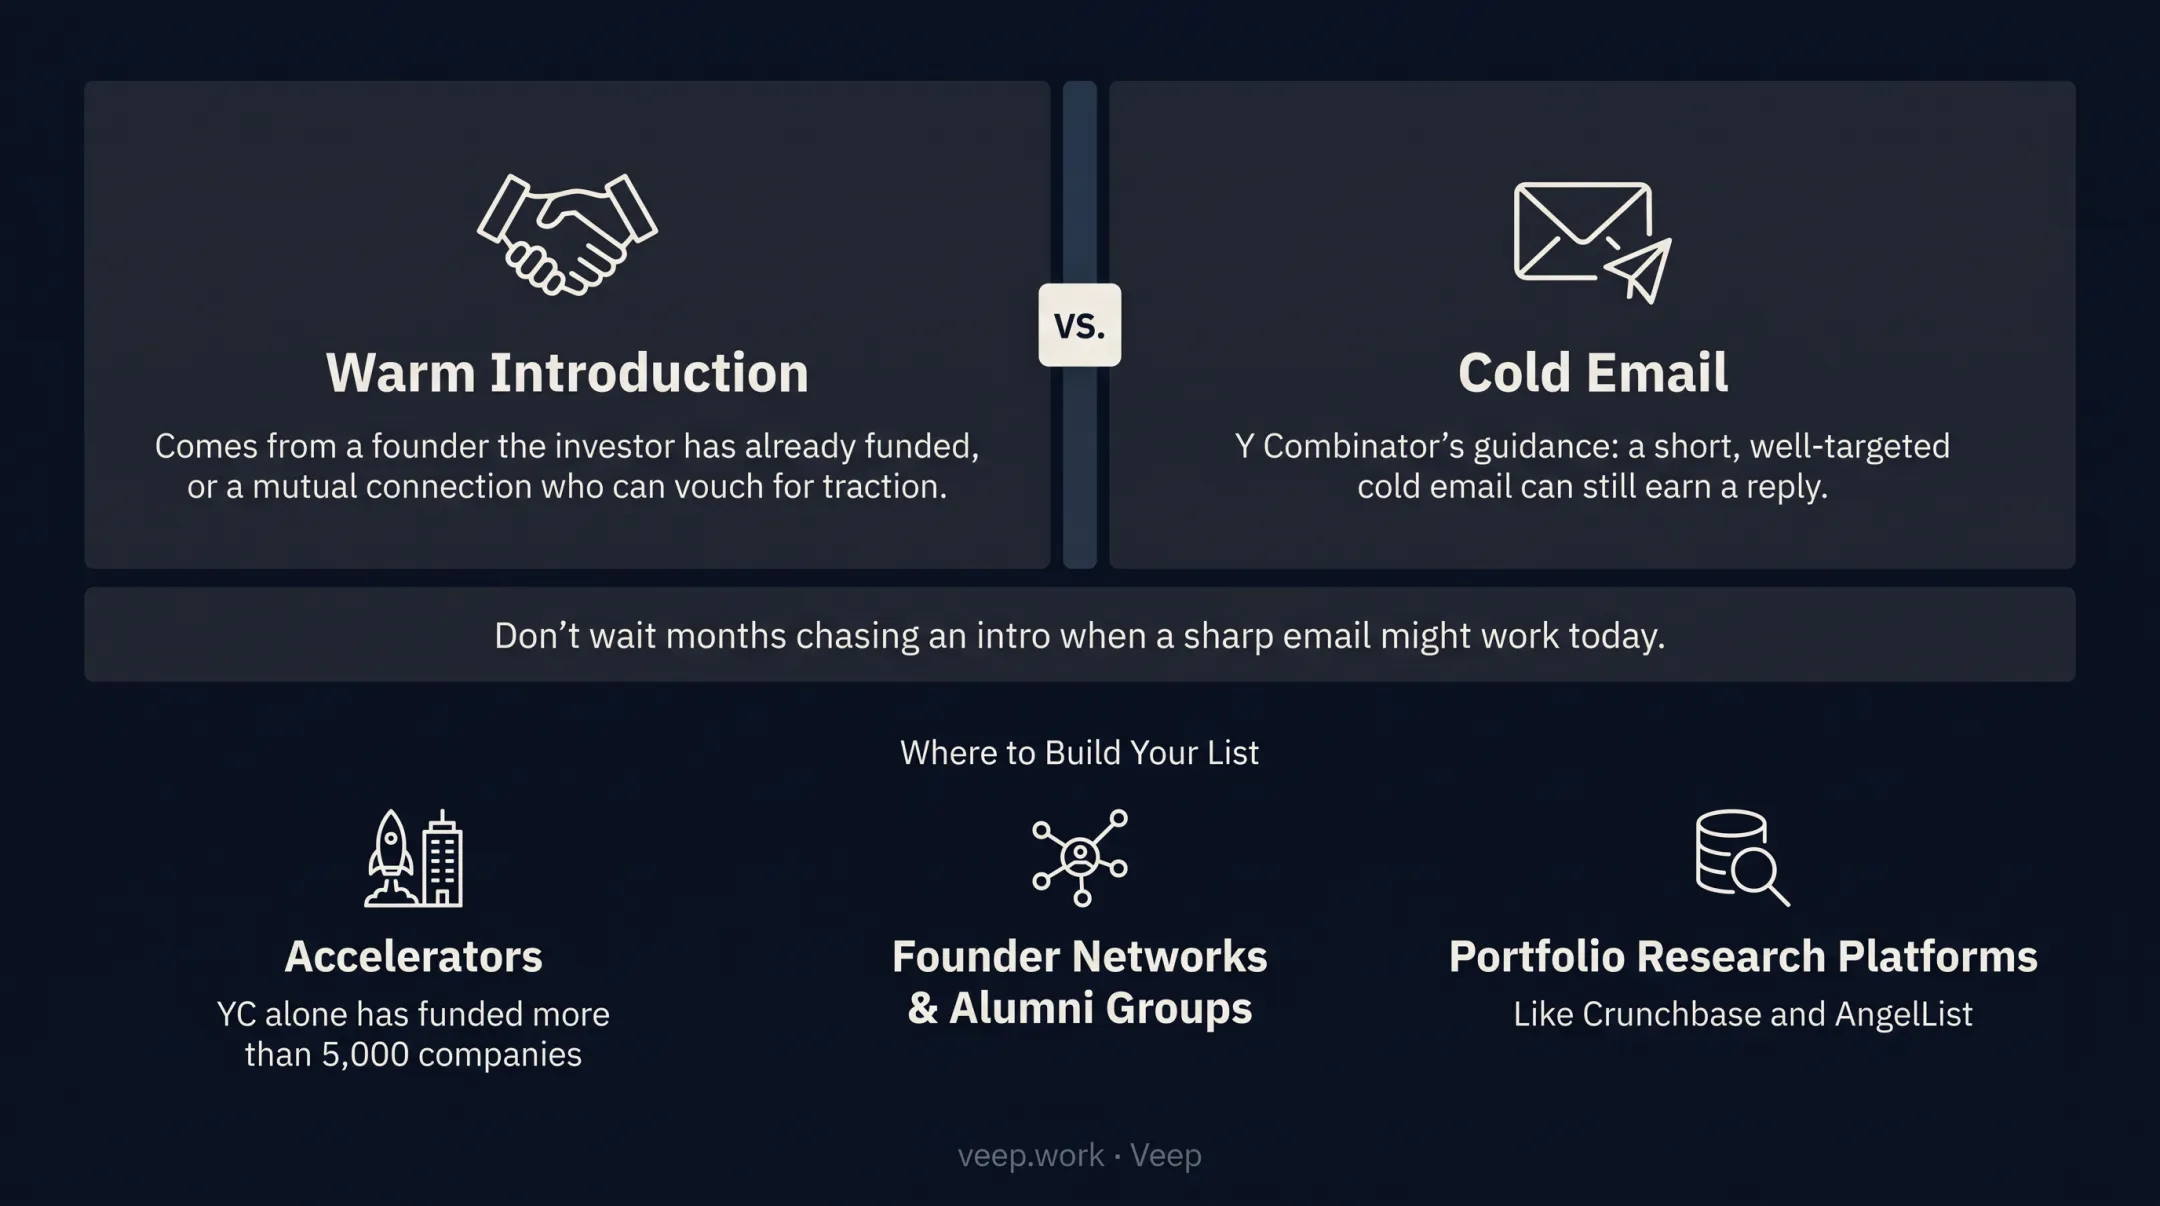 Warm Introduction
Comes from a founder the investor has already funded,
or a mutual connection who can vouch for traction.
VS.
Cold Email
Y Combinator’s guidance: a short, well-targeted
cold email can still earn a reply.
Don’t wait months chasing an intro when a sharp email might work today.
Where to Build Your List
Accelerators
YC alone has funded more
than 5,000 companies
Founder Networks
& Alumni Groups
Portfolio Research Platforms
Like Crunchbase and AngelList
veep.work · Veep